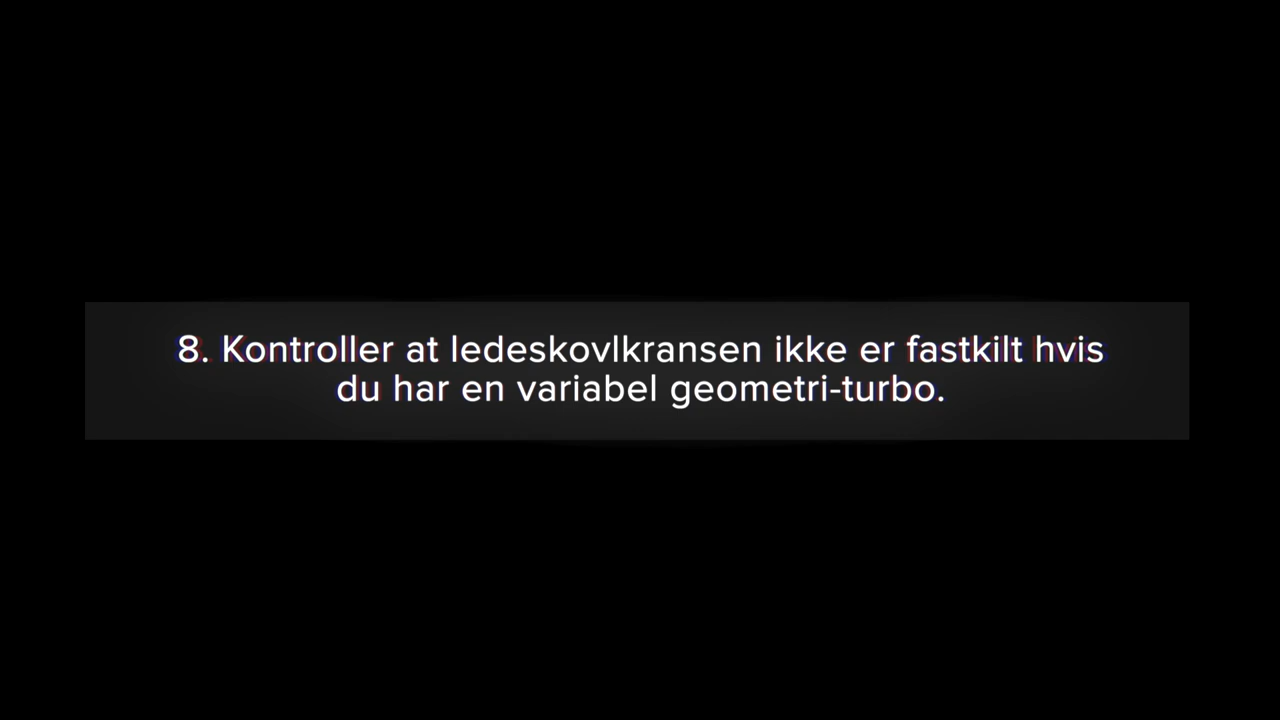 8. Kontroller at ledeskovlkransen ikke er fastkilt hvis
du har en variabel geometri-turbo.